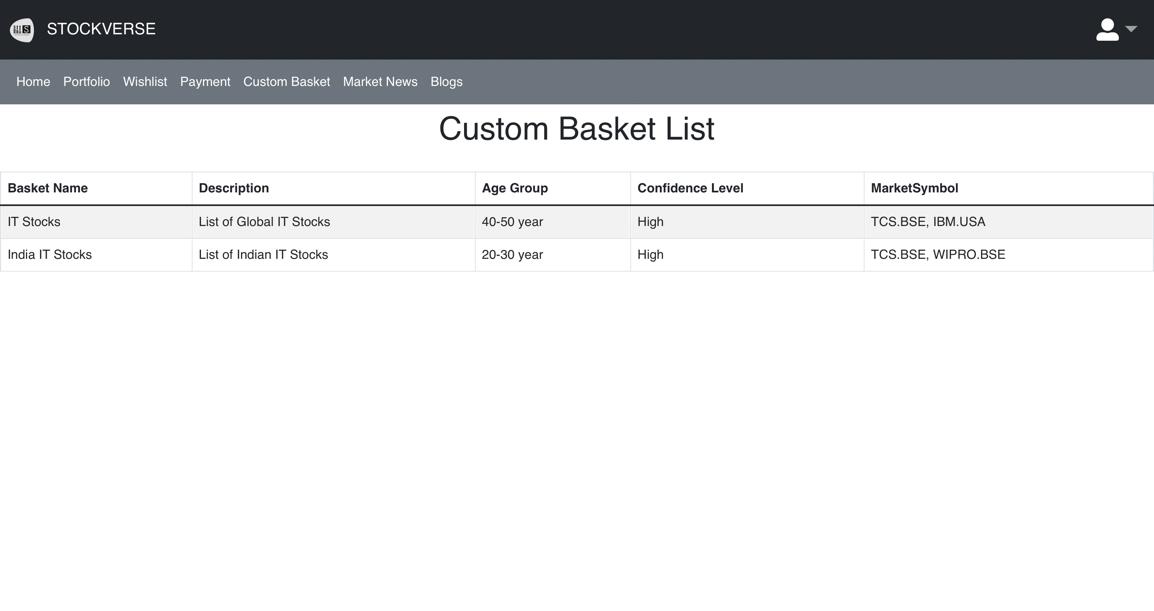 STOCKVERSE
Home Portfolio Wishlist Payment Custom Basket Market News Blogs
Custom Basket List
Basket Name Description Age Group Confidence Level MarketSymbol
IT Stocks List of Global IT Stocks 40-50 year High TCS.BSE, IBM.USA
India IT Stocks List of Indian IT Stocks 20-30 year High TCS.BSE, WIPRO.BSE